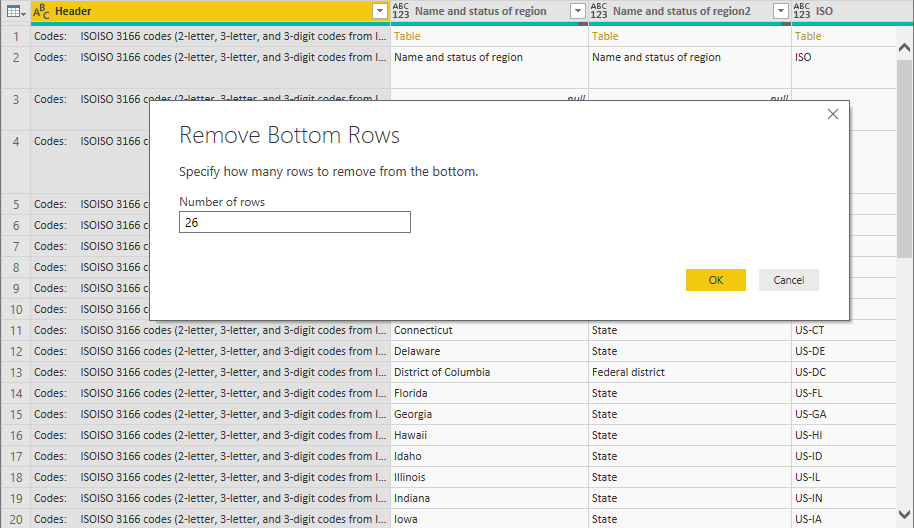 ABC Header ABC 123 Name and status of region ABC 123 Name and status of region2 ABC 123 ISO
1 Codes: ISOISO 3166 codes (2-letter, 3-letter, and 3-digit codes from I... Table Table Table
2 Codes: ISOISO 3166 codes (2-letter, 3-letter, and 3-digit codes from I... Name and status of region Name and status of region ISO
3 Codes: ISOISO 3166 codes (2-letter, 3-letter, and 3-digit codes from I... null null
4 Codes: ISOISO 3166 c
Remove Bottom Rows
Specify how many rows to remove from the bottom.
Number of rows
26
OK Cancel
5 Codes: ISOISO 3166 c
6 Codes: ISOISO 3166 c
7 Codes: ISOISO 3166 c
8 Codes: ISOISO 3166 c
9 Codes: ISOISO 3166 c
10 Codes: ISOISO 3166 c
11 Codes: ISOISO 3166 codes (2-letter, 3-letter, and 3-digit codes from I... Connecticut State US-CT
12 Codes: ISOISO 3166 codes (2-letter, 3-letter, and 3-digit codes from I... Delaware State US-DE
13 Codes: ISOISO 3166 codes (2-letter, 3-letter, and 3-digit codes from I... District of Columbia Federal district US-DC
14 Codes: ISOISO 3166 codes (2-letter, 3-letter, and 3-digit codes from I... Florida State US-FL
15 Codes: ISOISO 3166 codes (2-letter, 3-letter, and 3-digit codes from I... Georgia State US-GA
16 Codes: ISOISO 3166 codes (2-letter, 3-letter, and 3-digit codes from I... Hawaii State US-HI
17 Codes: ISOISO 3166 codes (2-letter, 3-letter, and 3-digit codes from I... Idaho State US-ID
18 Codes: ISOISO 3166 codes (2-letter, 3-letter, and 3-digit codes from I... Illinois State US-IL
19 Codes: ISOISO 3166 codes (2-letter, 3-letter, and 3-digit codes from I... Indiana State US-IN
20 Codes: ISOISO 3166 codes (2-letter, 3-letter, and 3-digit codes from I... Iowa State US-IA